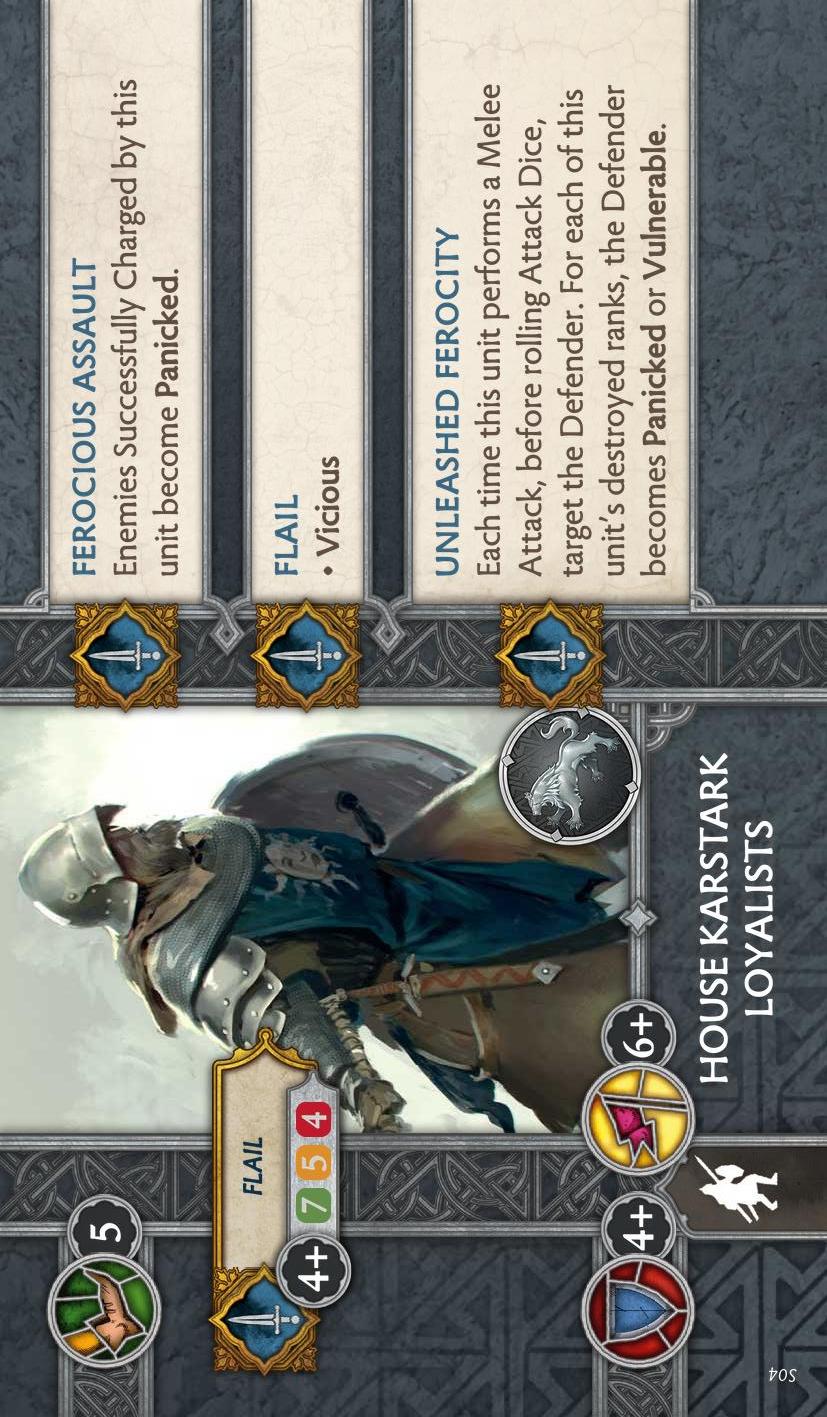 5
FLAIL
4+
7 5 4
4+
6+
HOUSE KARSTARK
LOYALISTS
S04
FEROCIOUS ASSAULT
Enemies Successfully Charged by this
unit become Panicked.
FLAIL
• Vicious
UNLEASHED FEROCITY
Each time this unit performs a Melee
Attack, before rolling Attack Dice,
target the Defender. For each of this
unit's destroyed ranks, the Defender
becomes Panicked or Vulnerable.